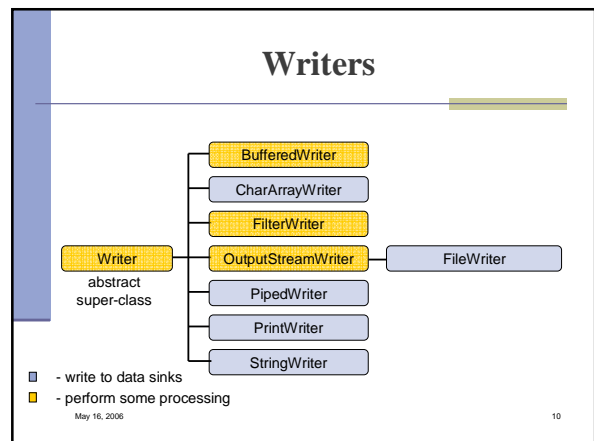 Writers
BufferedWriter
CharArrayWriter
FilterWriter
Writer
OutputStreamWriter
FileWriter
abstract
super-class
PipedWriter
PrintWriter
StringWriter
- write to data sinks
- perform some processing
May 16, 2006
10